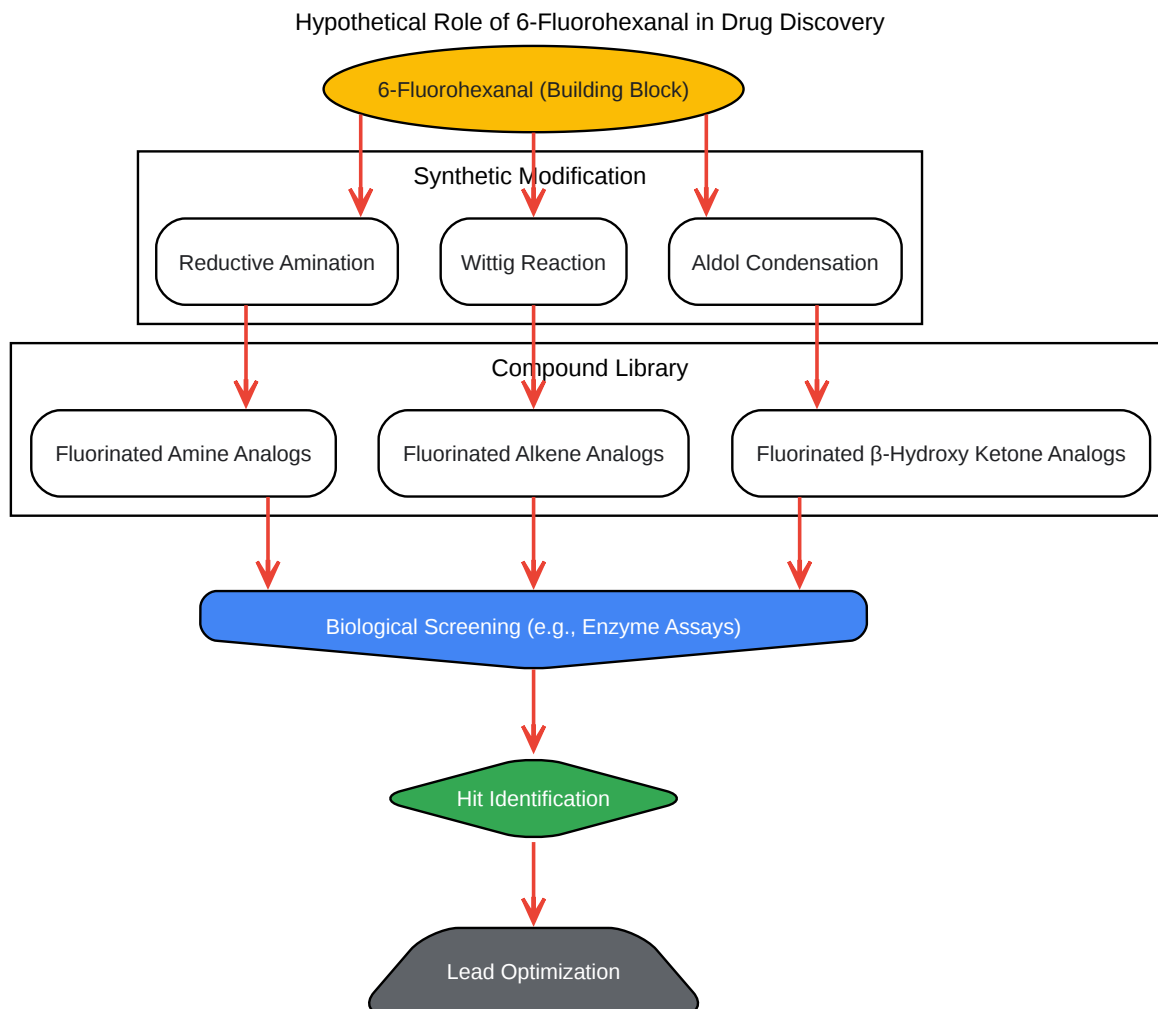 Hypothetical Role of 6-Fluorohexanal in Drug Discovery
6-Fluorohexanal (Building Block)
Synthetic Modification
Reductive Amination
Wittig Reaction
Aldol Condensation
Compound Library
Fluorinated Amine Analogs
Fluorinated Alkene Analogs
Fluorinated β-Hydroxy Ketone Analogs
Biological Screening (e.g., Enzyme Assays)
Hit Identification
Lead Optimization